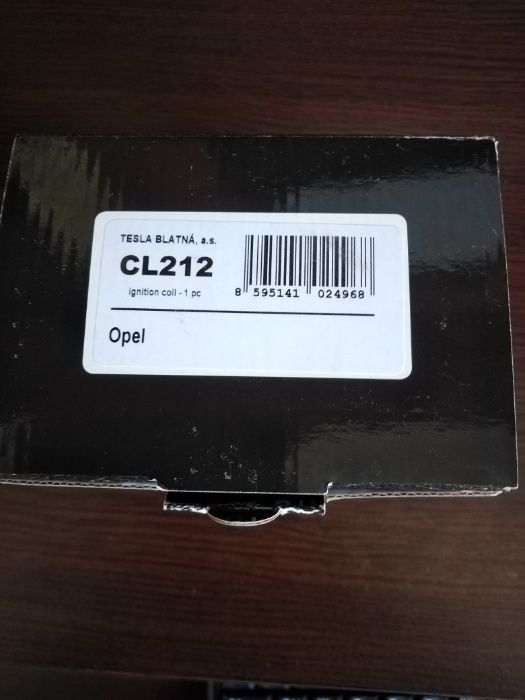 TESLA BLATNÁ, a.s.
CL212
ignition coil - 1 pc
8 595141 024968
Opel